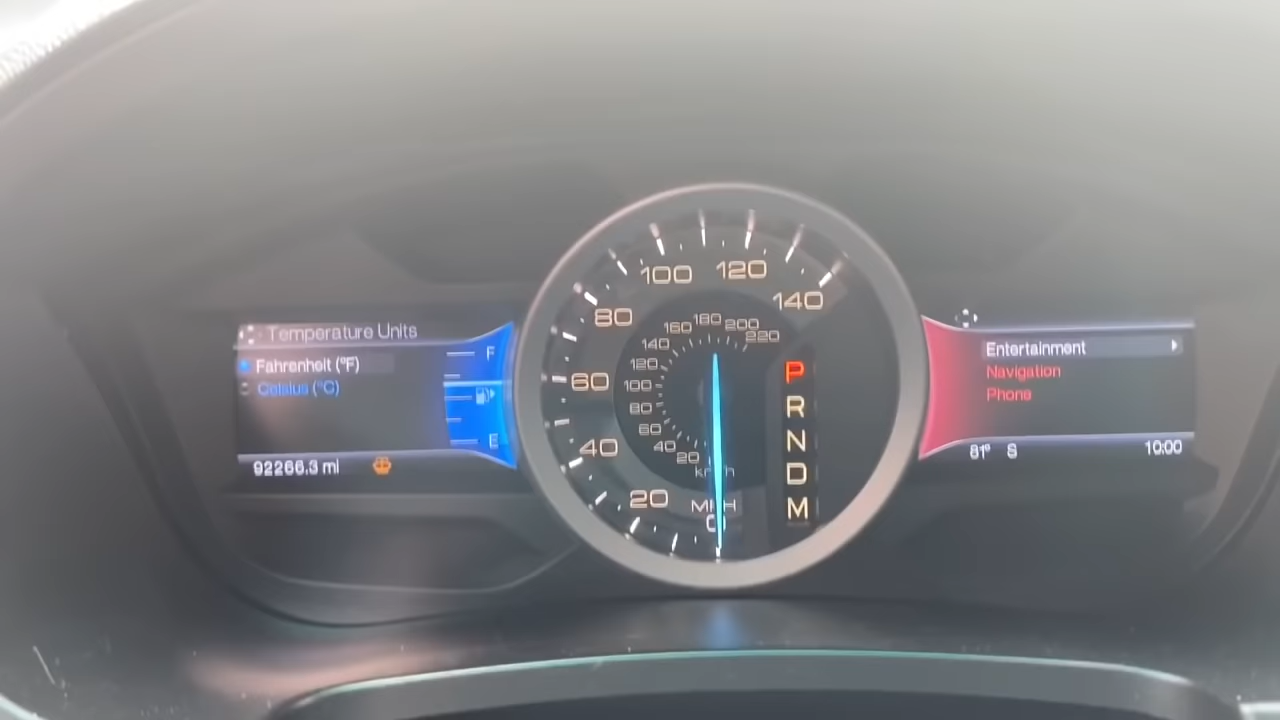 Temperature Units
Fahrenheit (°F)
Celsius (°C)
92266.3 mi
F
E
0
20
40
60
80
100
120
140
MPH
20
40
60
80
100
120
140
160
180
200
220
km/h
P
R
N
D
M
Entertainment
Navigation
Phone
81° S
10:00